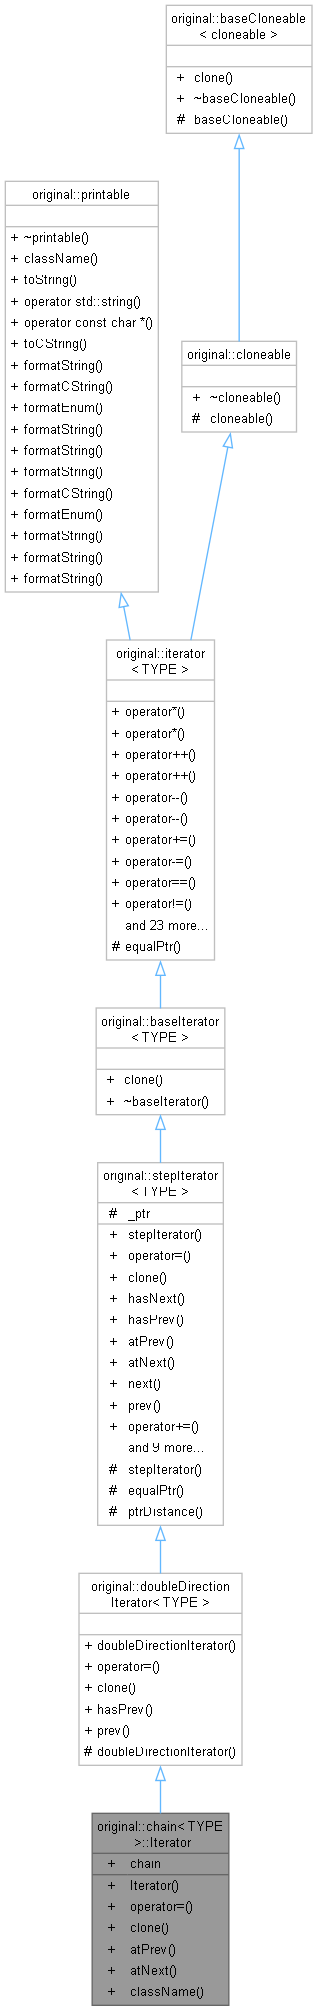 original::baseCloneable
< cloneable >
+ clone()
+ ~baseCloneable()
# baseCloneable()
original::printable
+ ~printable()
+ className()
+ toString()
+ operator std::string()
+ operator const char *()
+ toCString()
+ formatString()
+ formatCString()
+ formatEnum()
+ formatString()
+ formatString()
+ formatString()
+ formatCString()
+ formatEnum()
+ formatString()
+ formatString()
+ formatString()
original::cloneable
+ ~cloneable()
# cloneable()
original::iterator
< TYPE >
+ operator*()
+ operator*()
+ operator++()
+ operator++()
+ operator--()
+ operator--()
+ operator+=()
+ operator-=()
+ operator==()
+ operator!=()
and 23 more...
# equalPtr()
original::baseIterator
< TYPE >
+ clone()
+ ~baseIterator()
original::stepIterator
< TYPE >
# _ptr
+ stepIterator()
+ operator=()
+ clone()
+ hasNext()
+ hasPrev()
+ atPrev()
+ atNext()
+ next()
+ prev()
+ operator+=()
and 9 more...
# stepIterator()
# equalPtr()
# ptrDistance()
original::doubleDirection
Iterator< TYPE >
+ doubleDirectionIterator()
+ operator=()
+ clone()
+ hasPrev()
+ prev()
# doubleDirectionIterator()
original::chain< TYPE
>::Iterator
+ chain
+ Iterator()
+ operator=()
+ clone()
+ atPrev()
+ atNext()
+ className()